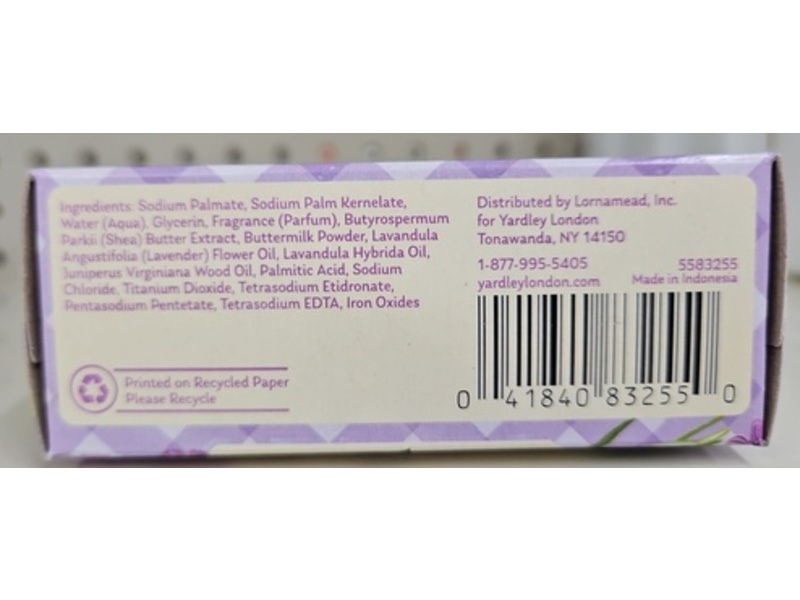 Ingredients: Sodium Palmate, Sodium Palm Kernelate,
Water (Aqua), Glycerin, Fragrance (Parfum), Butyrospermum
Parkii (Shea) Butter Extract, Buttermilk Powder, Lavandula
Angustifolia (Lavender) Flower Oil, Lavandula Hybrida Oil,
Juniperus Virginiana Wood Oil, Palmitic Acid, Sodium
Chloride, Titanium Dioxide, Tetrasodium Etidronate,
Pentasodium Pentetate, Tetrasodium EDTA, Iron Oxides
Printed on Recycled Paper
Please Recycle
Distributed by Lornamead, Inc.
for Yardley London
Tonawanda, NY 14150
1-877-995-5405
yardleylondon.com
5583255
Made in Indonesia
0 41840 83255 0